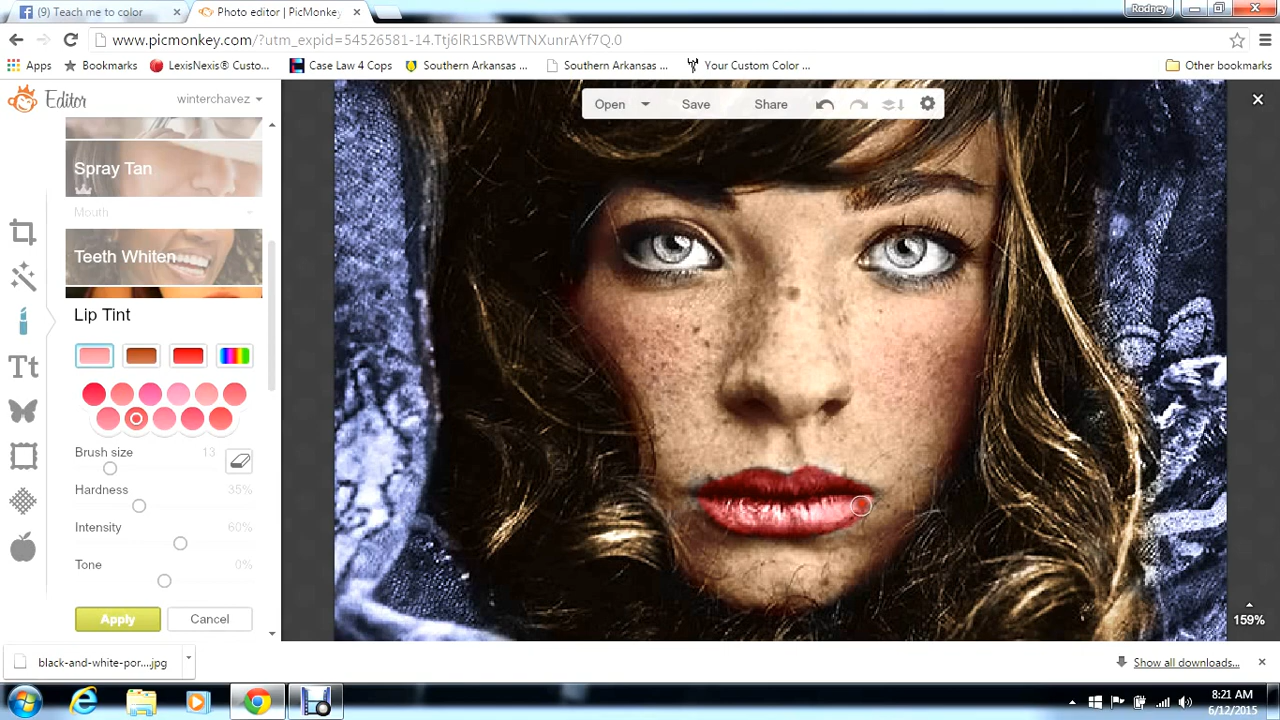 (9) Teach me to color
Photo editor | PicMonkey
Rodney
www.picmonkey.com/?utm_expid=54526581-14.Ttj6lR1SRBWTNXunrAYf7Q.0
Apps Bookmarks LexisNexis® Custo... Case Law 4 Cops Southern Arkansas ... Southern Arkansas ... Your Custom Color ... Other bookmarks
Editor winterchavez
Open Save Share
Spray Tan
Mouth
Teeth Whiten
Lip Tint
Brush size 13
Hardness 35%
Intensity 60%
Tone 0%
Apply Cancel
159%
black-and-white-por....jpg
Show all downloads...
8:21 AM
6/12/2015